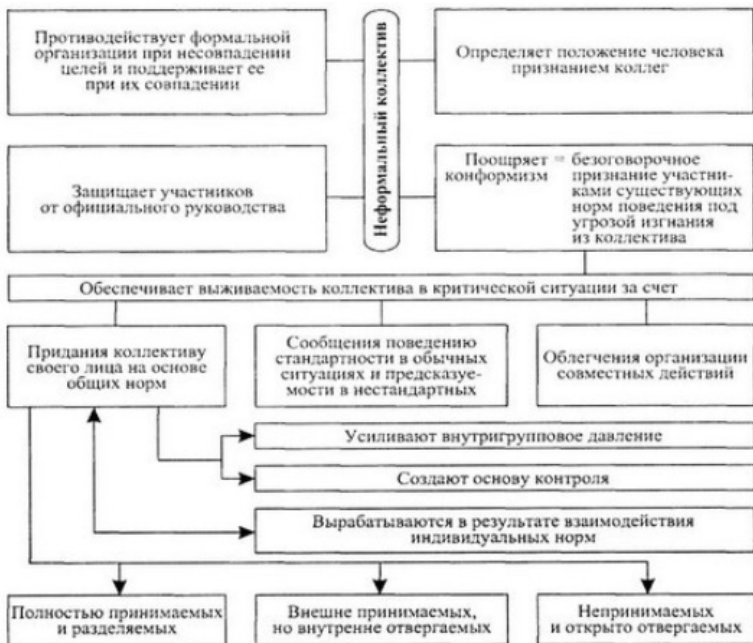 Противодействует формальной
организации при несовпадении
целей и поддерживает ее
при их совпадении
Неформальный коллектив
Определяет положение человека
признанием коллег
Защищает участников
от официального руководства
Поощряет = безоговорочное
конформизм признание участни-
ками существующих
норм поведения под
угрозой изгнания
из коллектива
Обеспечивает выживаемость коллектива в критической ситуации за счет
Придания коллективу
своего лица на основе
общих норм
Сообщения поведению
стандартности в обычных
ситуациях и предсказуе-
мости в нестандартных
Облегчения организации
совместных действий
Усиливают внутригрупповое давление
Создают основу контроля
Вырабатываются в результате взаимодействия
индивидуальных норм
Полностью принимаемых
и разделяемых
Внешне принимаемых,
но внутренне отвергаемых
Непринимаемых
и открыто отвергаемых